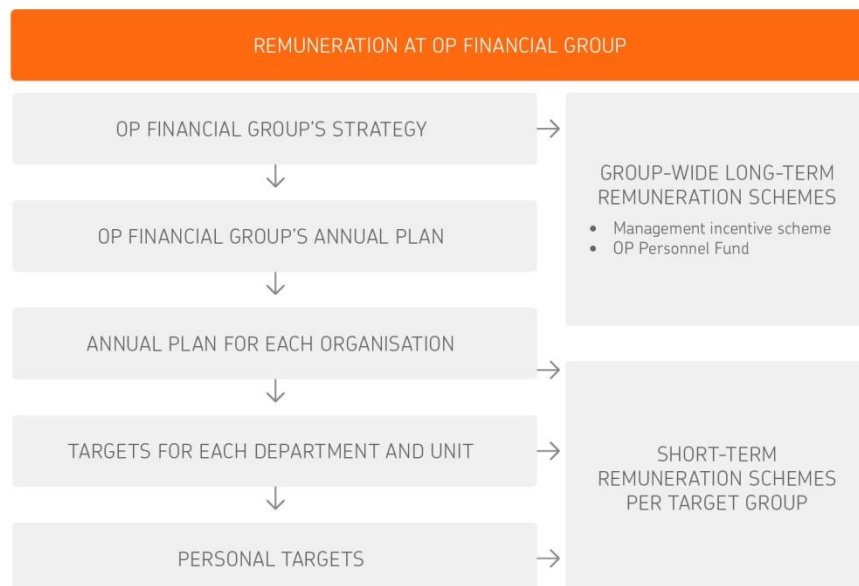 REMUNERATION AT OP FINANCIAL GROUP
OP FINANCIAL GROUP'S STRATEGY
OP FINANCIAL GROUP'S ANNUAL PLAN
ANNUAL PLAN FOR EACH ORGANISATION
TARGETS FOR EACH DEPARTMENT AND UNIT
PERSONAL TARGETS
GROUP-WIDE LONG-TERM
REMUNERATION SCHEMES
• Management incentive scheme
• OP Personnel Fund
SHORT-TERM
REMUNERATION SCHEMES
PER TARGET GROUP